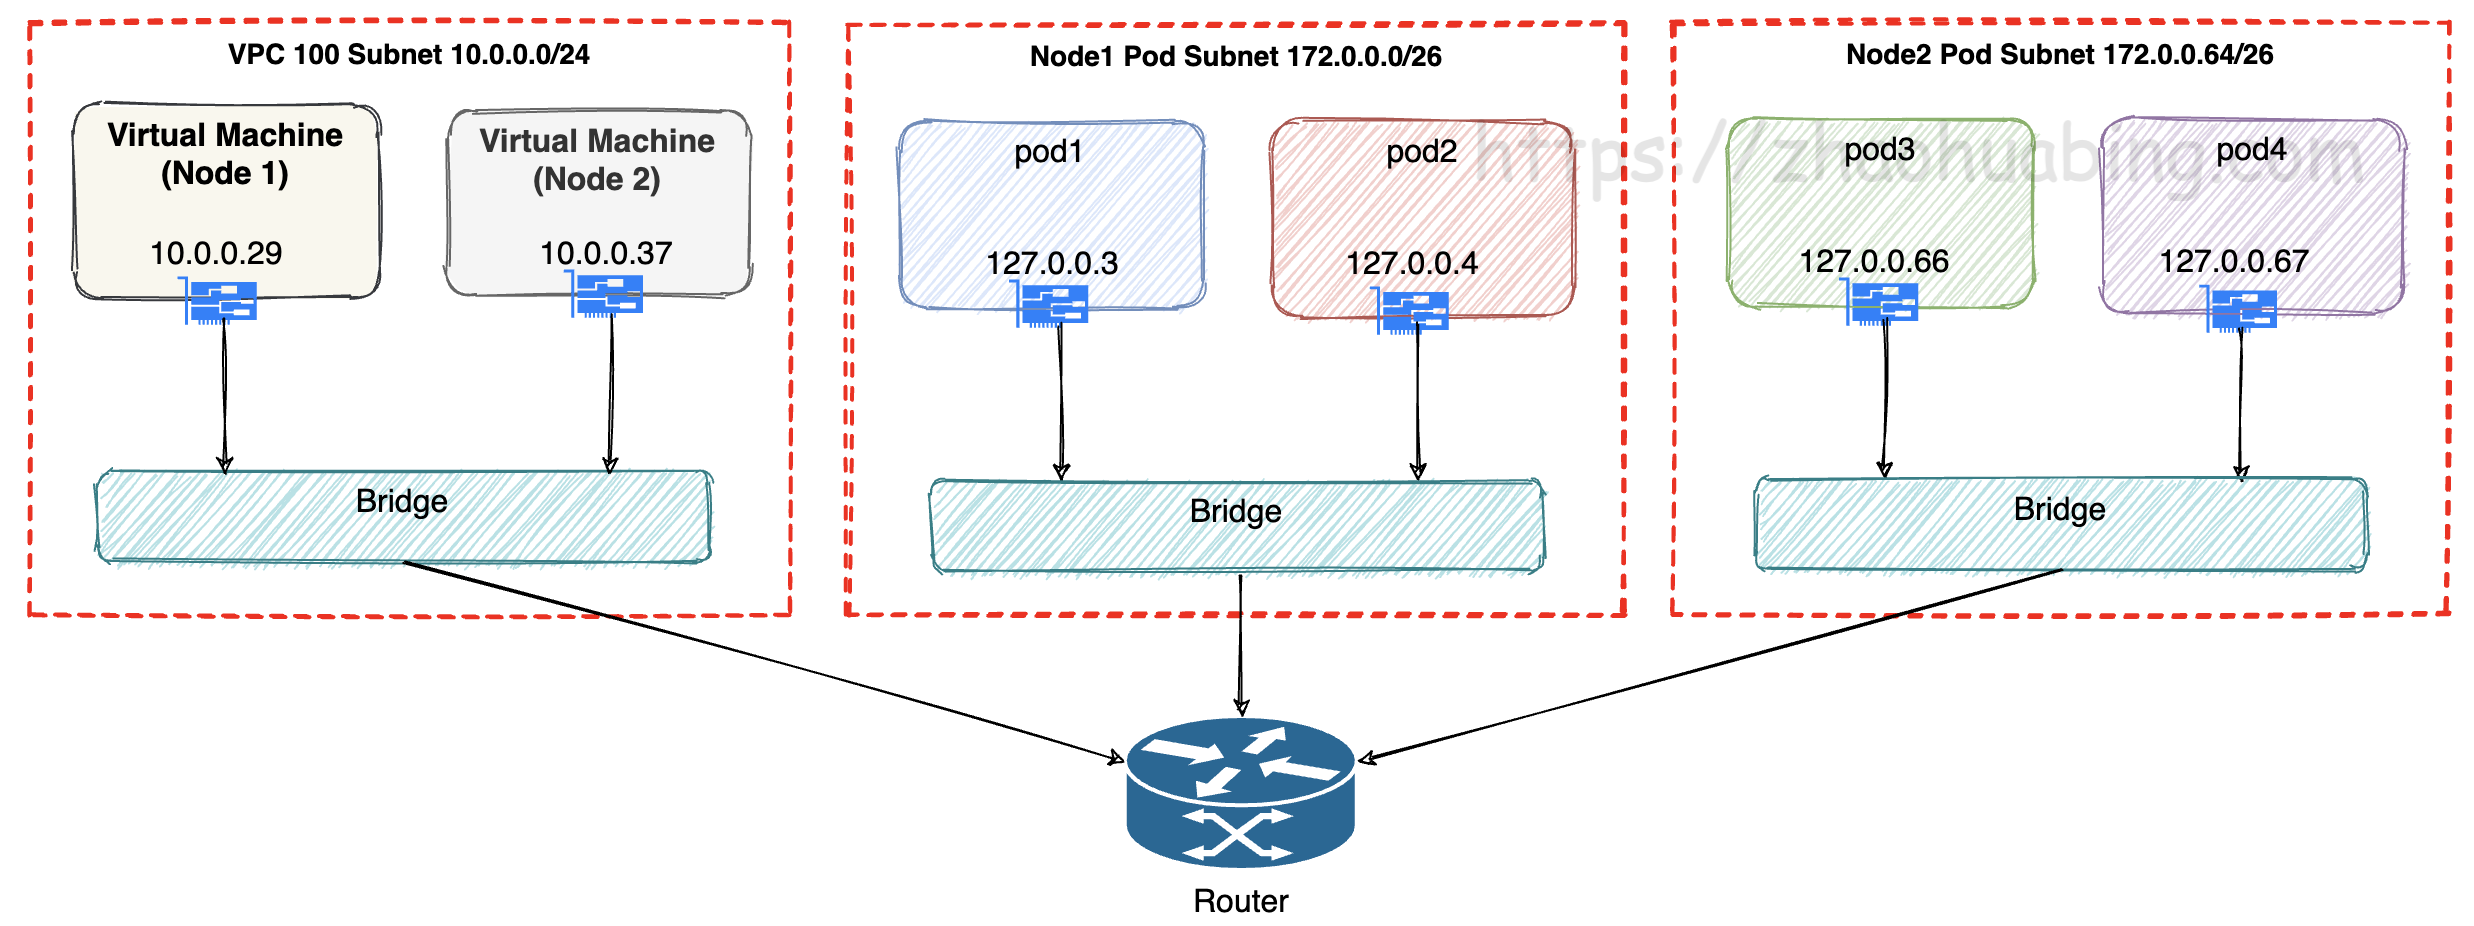 VPC 100 Subnet 10.0.0.0/24
Virtual Machine
(Node 1)
10.0.0.29
Virtual Machine
(Node 2)
10.0.0.37
Bridge
Node1 Pod Subnet 172.0.0.0/26
pod1
127.0.0.3
pod2
127.0.0.4
Bridge
Node2 Pod Subnet 172.0.0.64/26
pod3
127.0.0.66
pod4
127.0.0.67
Bridge
https://zhaohuabing.com
Router